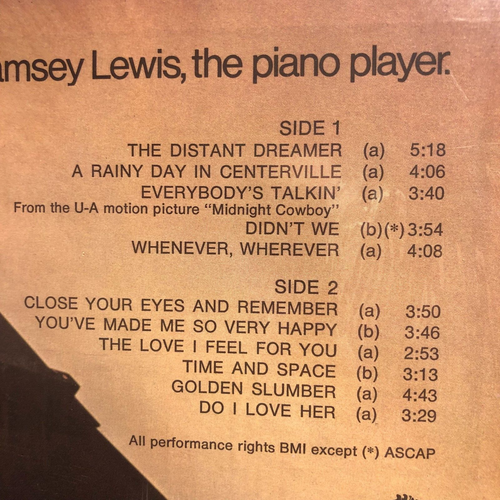 amsey Lewis, the piano player.
SIDE 1
THE DISTANT DREAMER (a) 5:18
A RAINY DAY IN CENTERVILLE (a) 4:06
EVERYBODY'S TALKIN' (a) 3:40
From the U-A motion picture "Midnight Cowboy"
DIDN'T WE (b)(*) 3:54
WHENEVER, WHEREVER (a) 4:08
SIDE 2
CLOSE YOUR EYES AND REMEMBER (a) 3:50
YOU'VE MADE ME SO VERY HAPPY (b) 3:46
THE LOVE I FEEL FOR YOU (a) 2:53
TIME AND SPACE (b) 3:13
GOLDEN SLUMBER (a) 4:43
DO I LOVE HER (a) 3:29
All performance rights BMI except (*) ASCAP